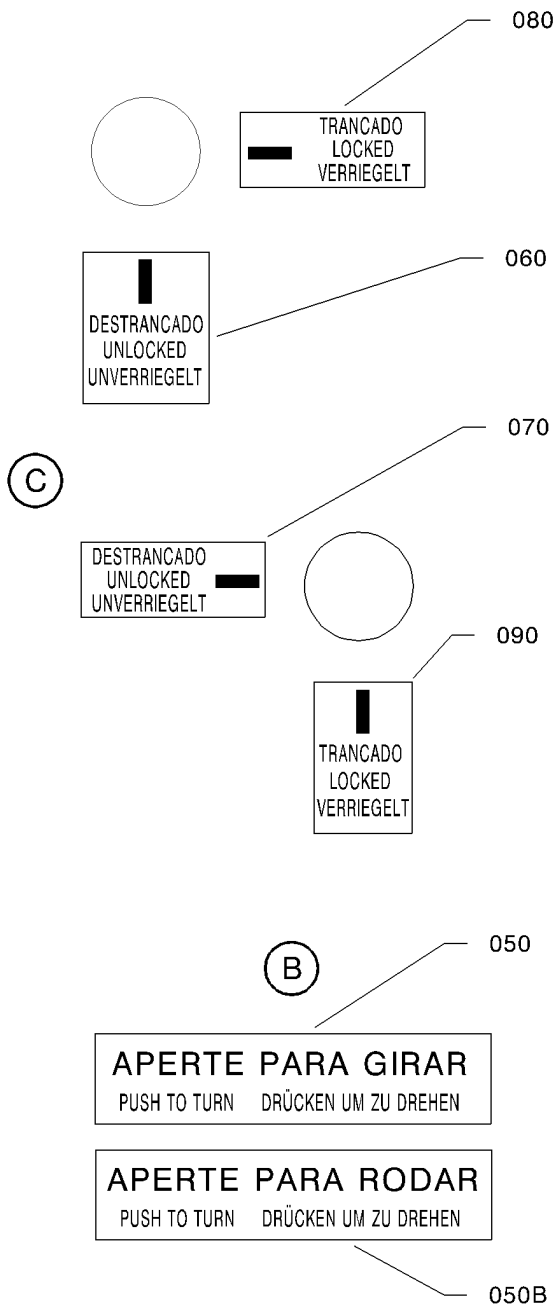 080
TRANCADO
LOCKED
VERRIEGELT
060
DESTRANCADO
UNLOCKED
UNVERRIEGELT
070
C
DESTRANCADO
UNLOCKED
UNVERRIEGELT
090
TRANCADO
LOCKED
VERRIEGELT
050
B
APERTE PARA GIRAR
PUSH TO TURN DRÜCKEN UM ZU DREHEN
APERTE PARA RODAR
PUSH TO TURN DRÜCKEN UM ZU DREHEN
050B